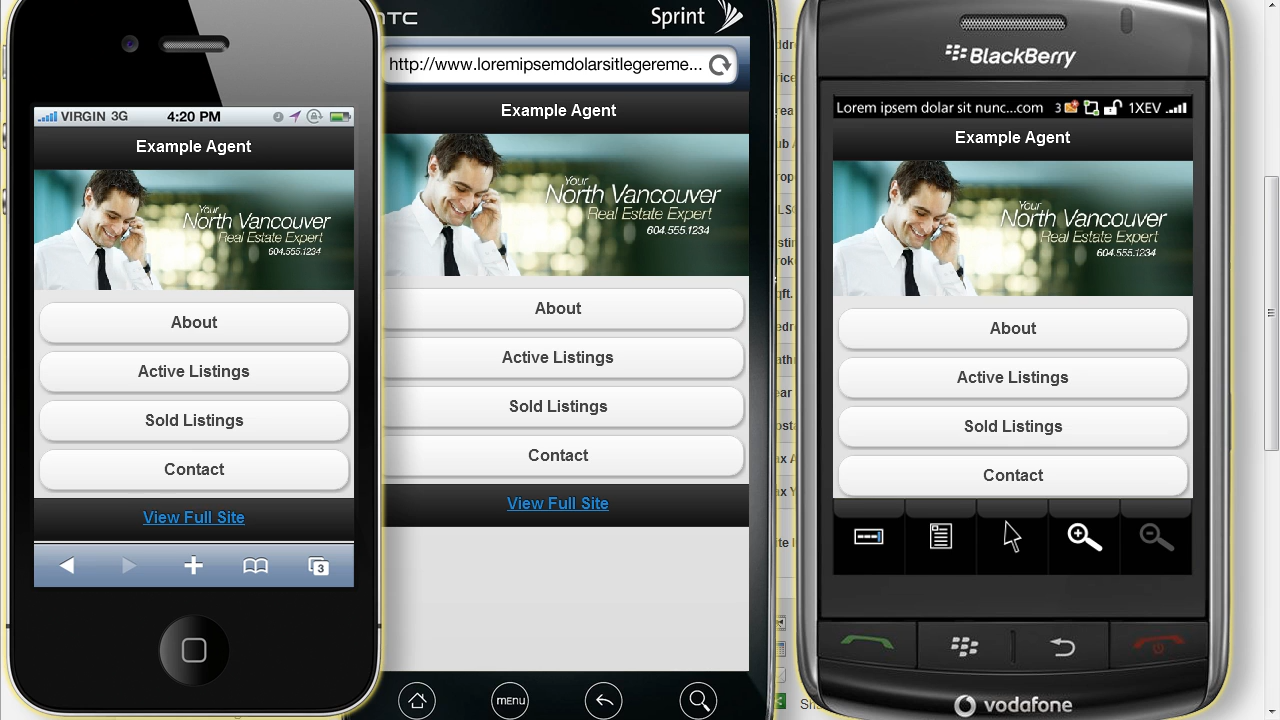 VIRGIN 3G
4:20 PM
Example Agent
Your
North Vancouver
Real Estate Expert
604.555.1234
About
Active Listings
Sold Listings
Contact
View Full Site
3
HTC
Sprint
http://www.loremipsemdolarsitlegereme...
Example Agent
Your
North Vancouver
Real Estate Expert
604.555.1234
About
Active Listings
Sold Listings
Contact
View Full Site
MENU
BlackBerry
Lorem ipsem dolar sit nunc...com 3 1XEV
Example Agent
Your
North Vancouver
Real Estate Expert
604.555.1234
About
Active Listings
Sold Listings
Contact
vodafone